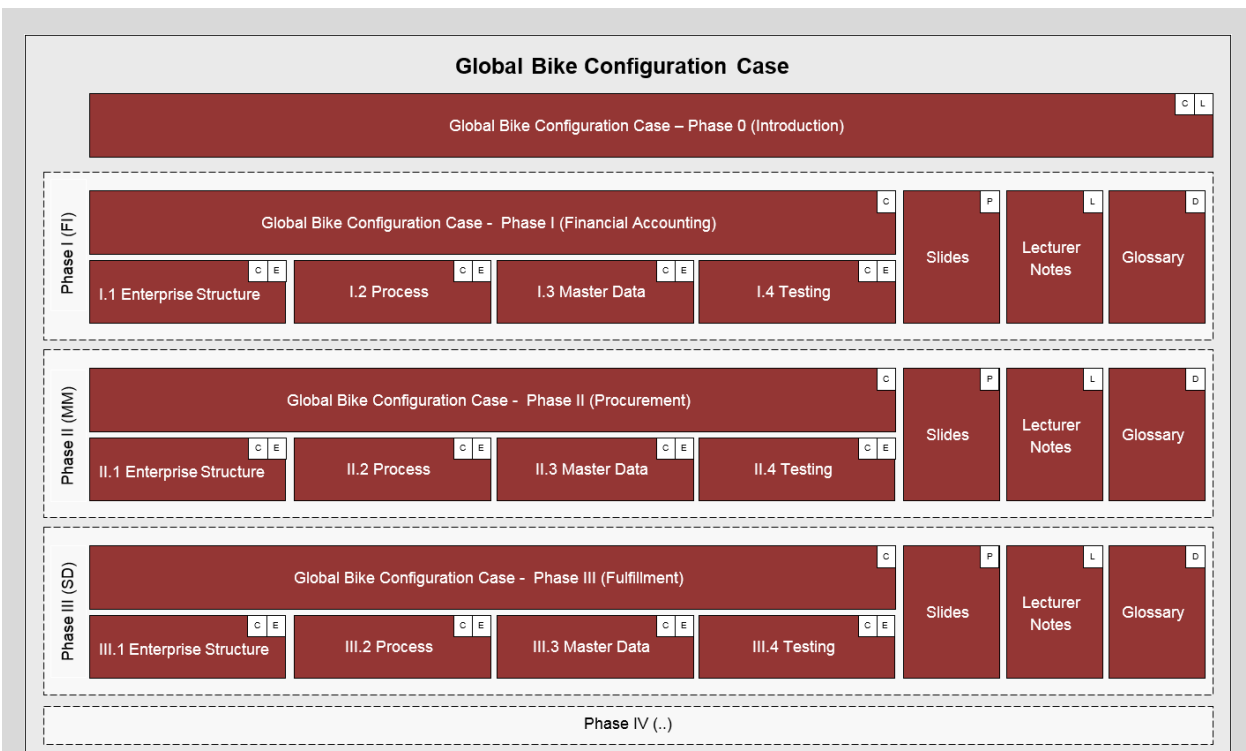 Global Bike Configuration Case
C L
Global Bike Configuration Case – Phase 0 (Introduction)
Phase I (FI)
C
Global Bike Configuration Case - Phase I (Financial Accounting)
C E
I.1 Enterprise Structure
C E
I.2 Process
C E
I.3 Master Data
C E
I.4 Testing
P
Slides
L
Lecturer
Notes
D
Glossary
Phase II (MM)
C
Global Bike Configuration Case - Phase II (Procurement)
C E
II.1 Enterprise Structure
C E
II.2 Process
C E
II.3 Master Data
C E
II.4 Testing
P
Slides
L
Lecturer
Notes
D
Glossary
Phase III (SD)
C
Global Bike Configuration Case - Phase III (Fulfillment)
C E
III.1 Enterprise Structure
C E
III.2 Process
C E
III.3 Master Data
C E
III.4 Testing
P
Slides
L
Lecturer
Notes
D
Glossary
Phase IV (..)